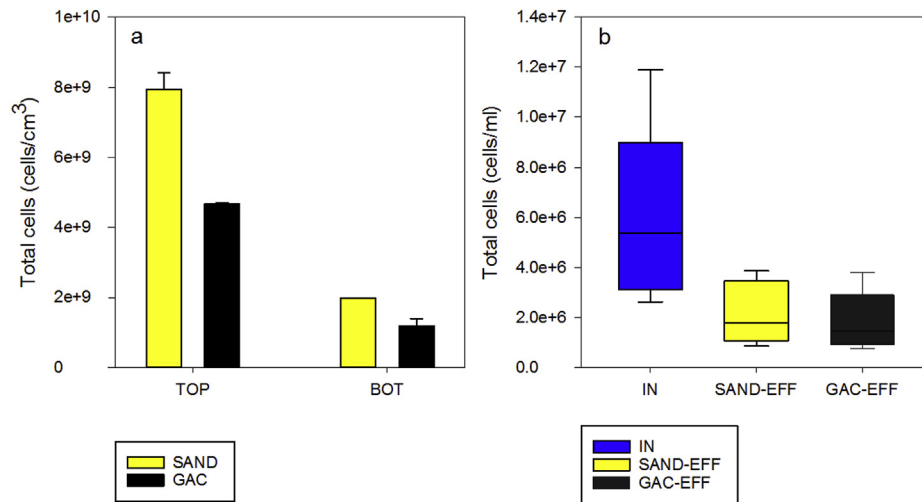 a
Total cells (cells/cm³)
1e+10
8e+9
6e+9
4e+9
2e+9
0
TOP
BOT
SAND
GAC
b
Total cells (cells/ml)
1.4e+7
1.2e+7
1.0e+7
8.0e+6
6.0e+6
4.0e+6
2.0e+6
0.0
IN
SAND-EFF
GAC-EFF
IN
SAND-EFF
GAC-EFF